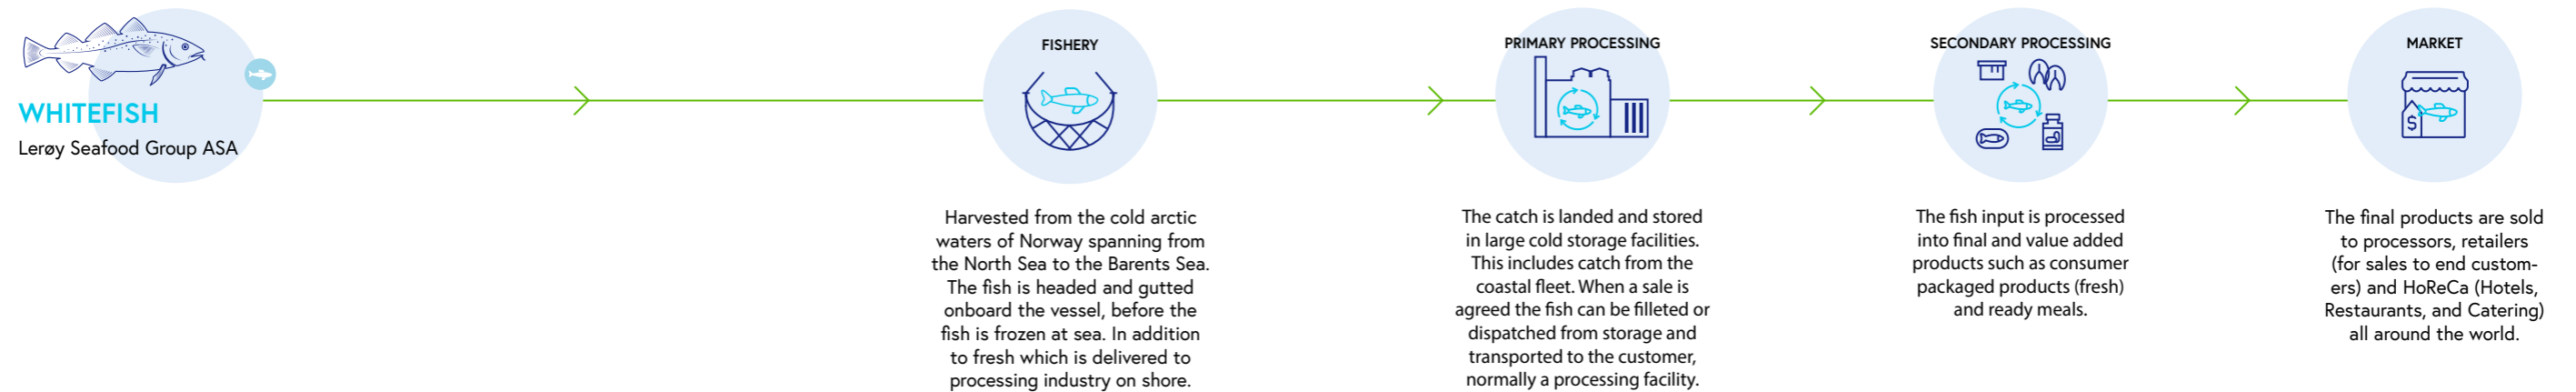 WHITEFISH
Lerøy Seafood Group ASA
FISHERY
Harvested from the cold arctic
waters of Norway spanning from
the North Sea to the Barents Sea.
The fish is headed and gutted
onboard the vessel, before the
fish is frozen at sea. In addition
to fresh which is delivered to
processing industry on shore.
PRIMARY PROCESSING
The catch is landed and stored
in large cold storage facilities.
This includes catch from the
coastal fleet. When a sale is
agreed the fish can be filleted or
dispatched from storage and
transported to the customer,
normally a processing facility.
SECONDARY PROCESSING
The fish input is processed
into final and value added
products such as consumer
packaged products (fresh)
and ready meals.
MARKET
$
The final products are sold
to processors, retailers
(for sales to end custom-
ers) and HoReCa (Hotels,
Restaurants, and Catering)
all around the world.